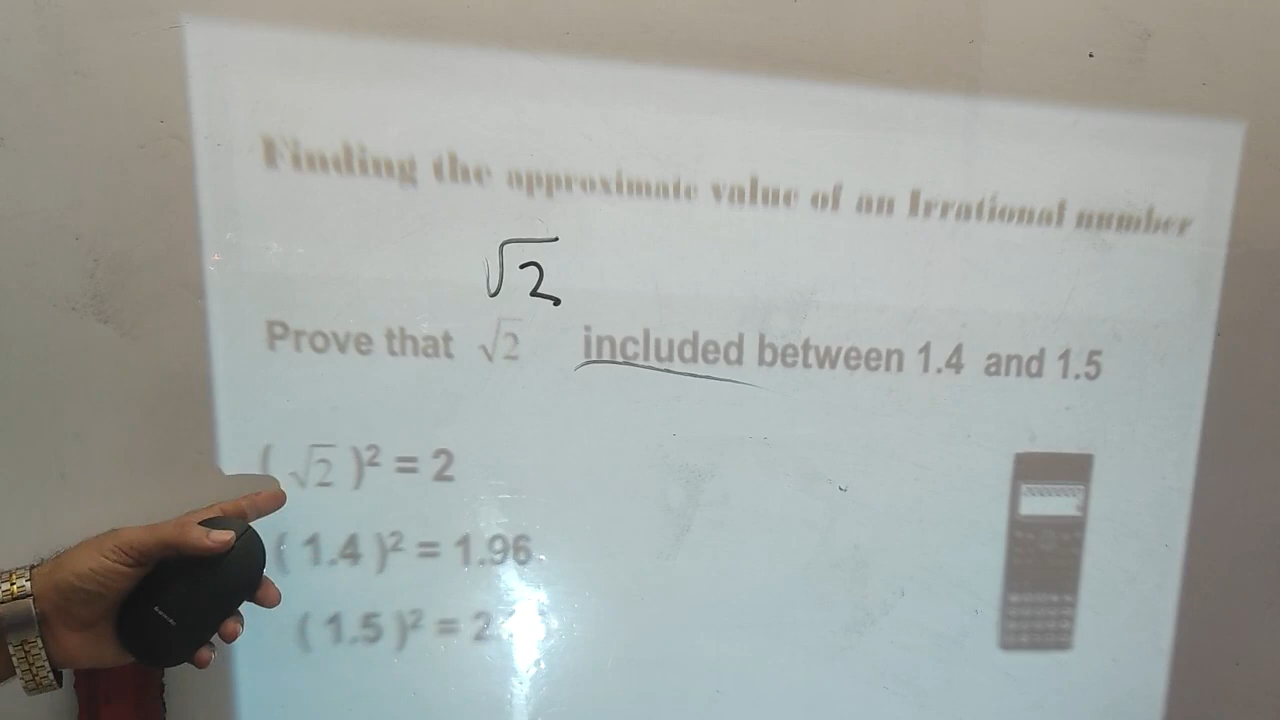 Finding the approximate value of an Irrational number
√2
Prove that √2 included between 1.4 and 1.5
(√2)² = 2
(1.4)² = 1.96
(1.5)² = 2.